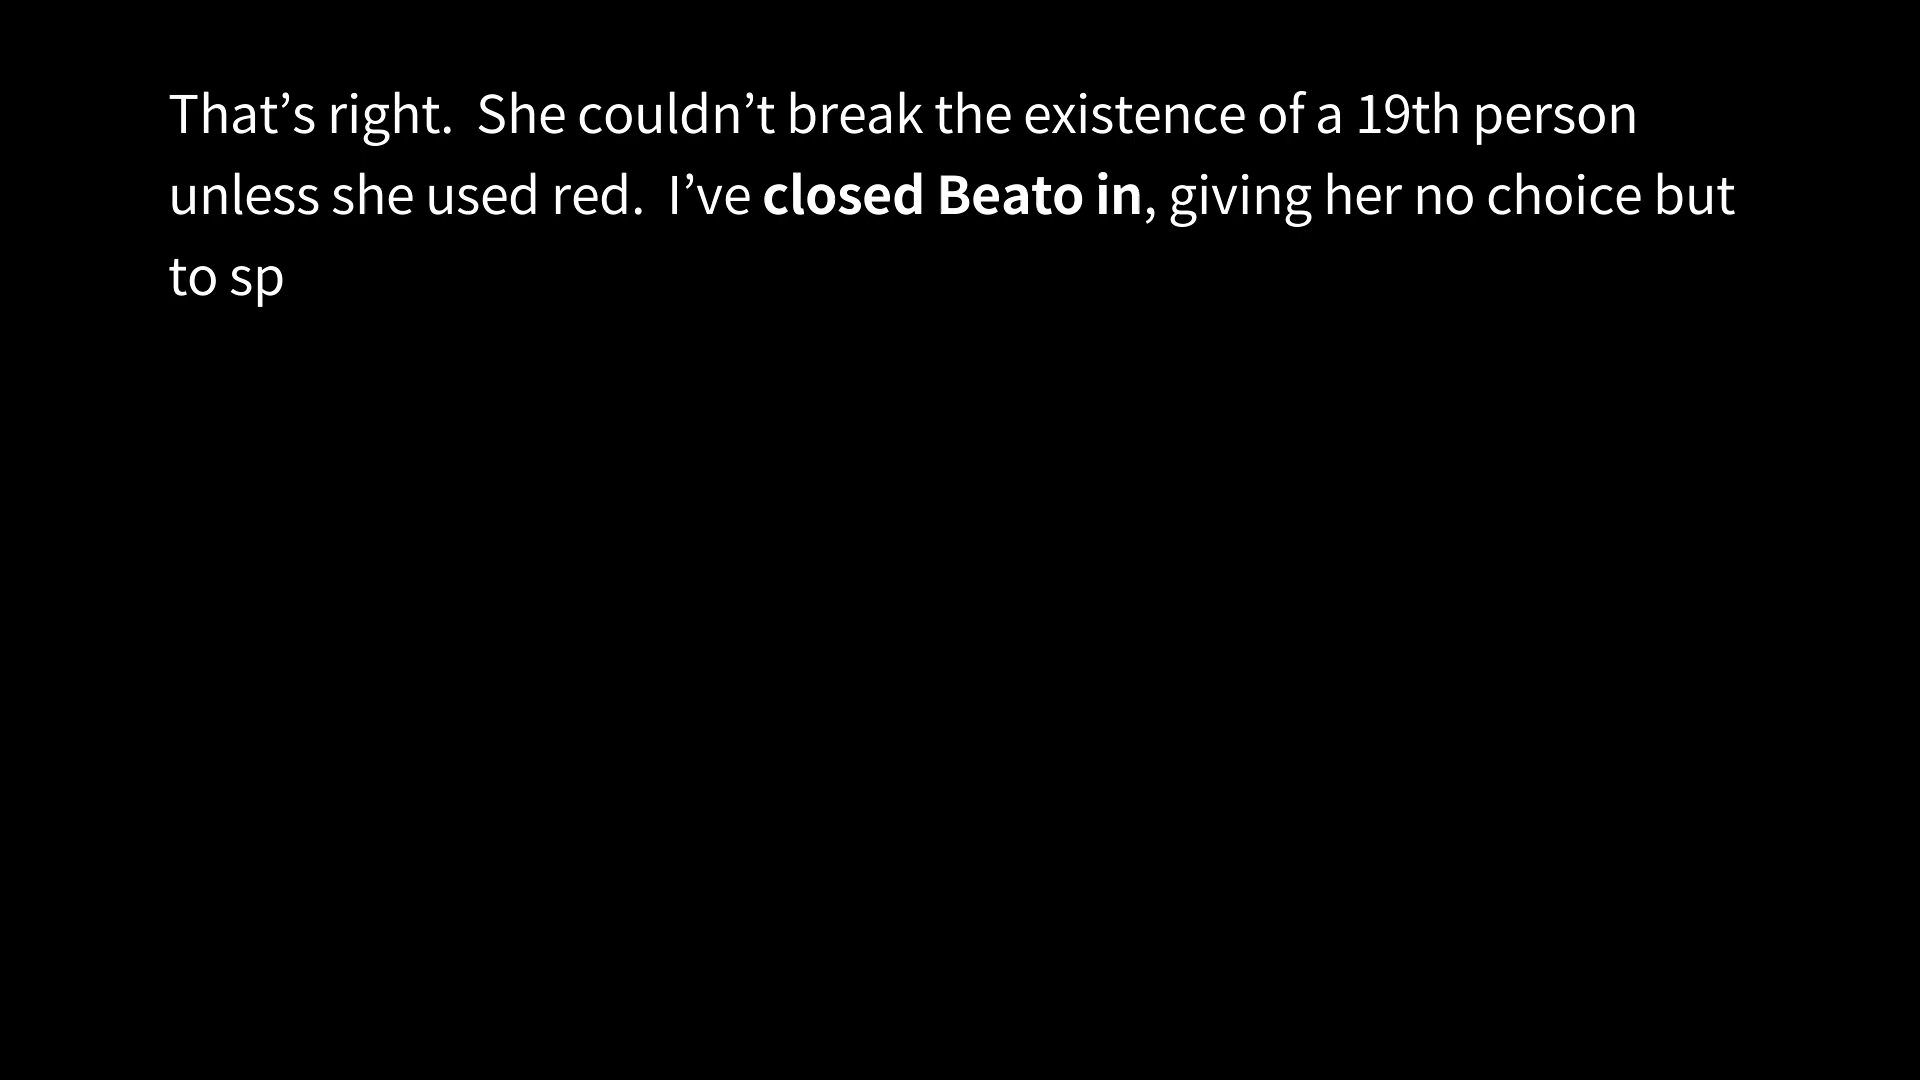 That’s right.  She couldn’t break the existence of a 19th person
unless she used red.  I’ve closed Beato in, giving her no choice but
to sp